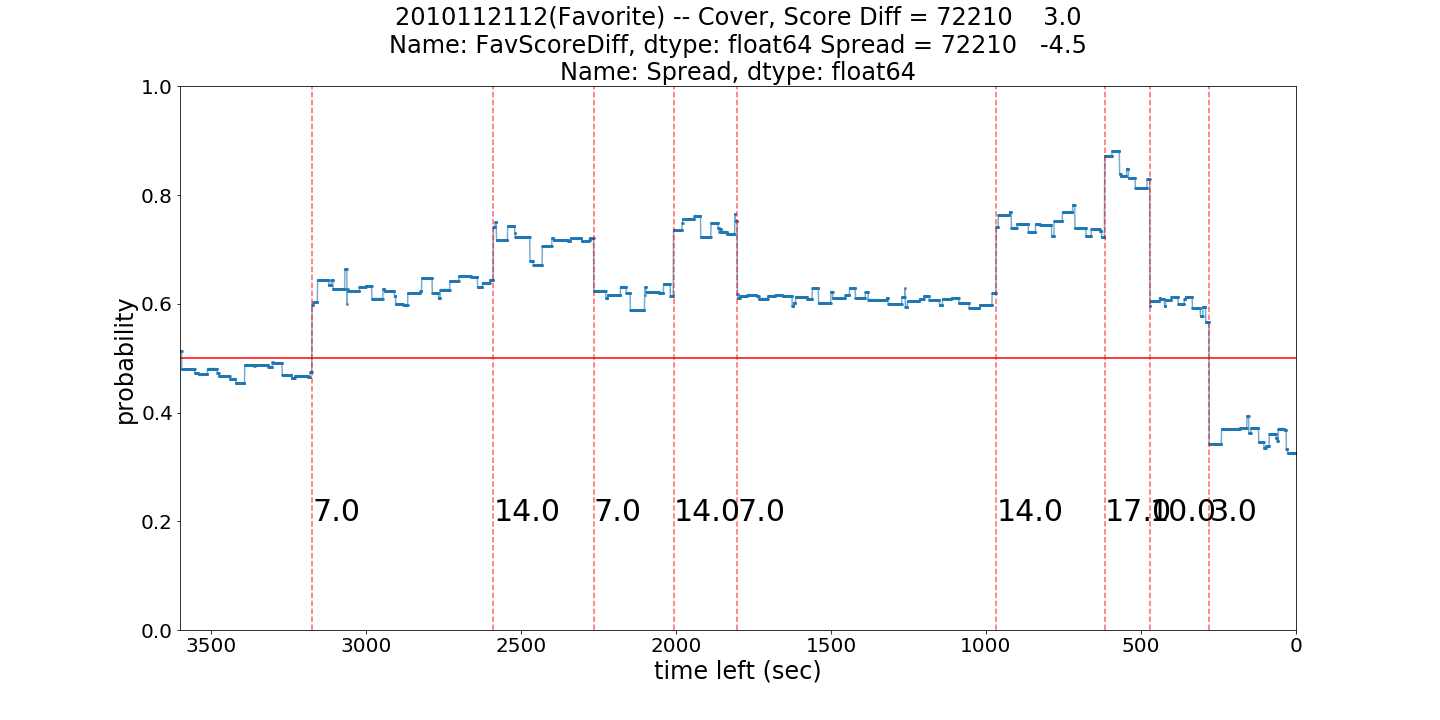 2010112112(Favorite) -- Cover, Score Diff = 72210    3.0
Name: FavScoreDiff, dtype: float64 Spread = 72210   -4.5
Name: Spread, dtype: float64
probability
1.0
0.8
0.6
0.4
0.2
0.0
7.0 14.0 7.0 14.0 7.0 14.0 17.0 10.0 3.0
3500 3000 2500 2000 1500 1000 500 0
time left (sec)